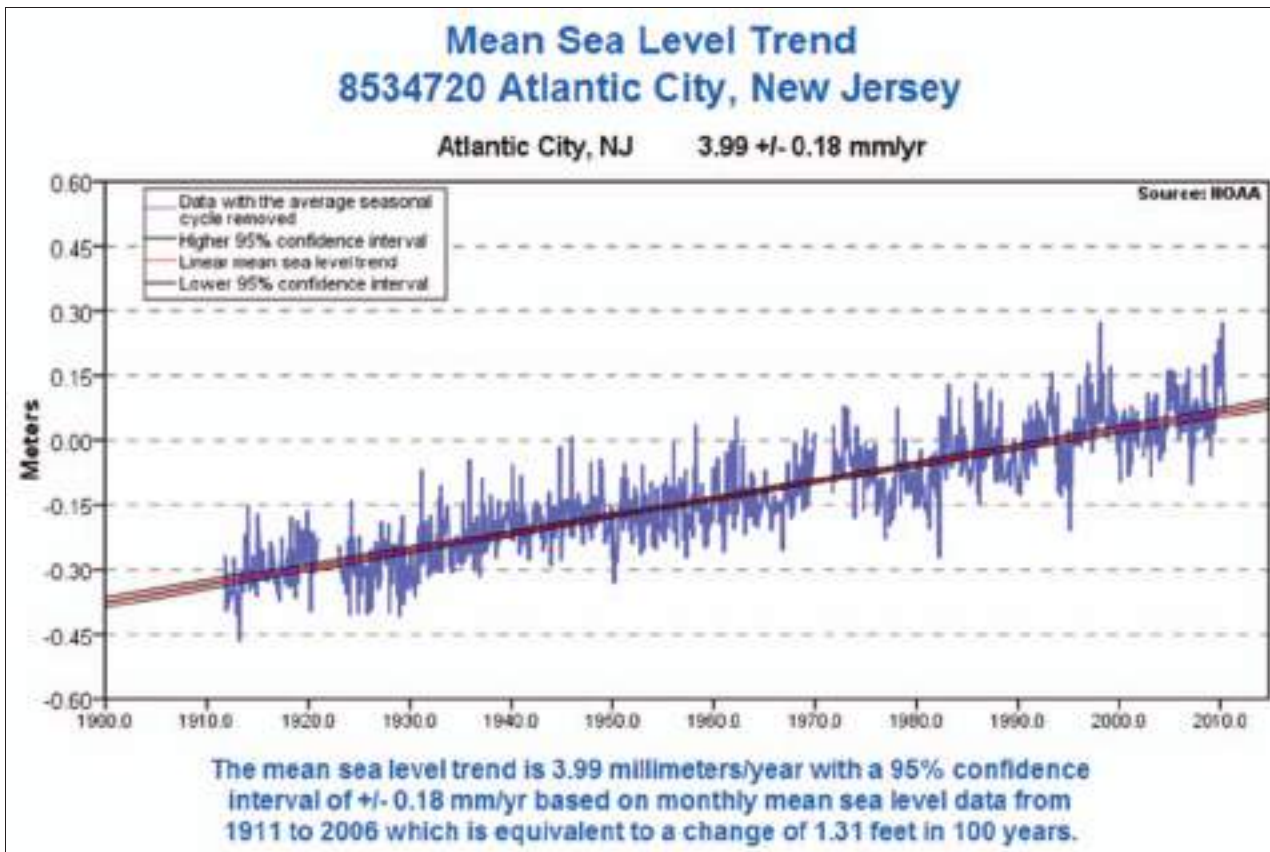 Mean Sea Level Trend
8534720 Atlantic City, New Jersey
Atlantic City, NJ 3.99 +/- 0.18 mm/yr
Source: NOAA
Data with the average seasonal
cycle removed
Higher 95% confidence interval
Linear mean sea level trend
Lower 95% confidence interval
0.60
0.45
0.30
0.15
0.00
-0.15
-0.30
-0.45
-0.60
Meters
1900.0 1910.0 1920.0 1930.0 1940.0 1950.0 1960.0 1970.0 1980.0 1990.0 2000.0 2010.0
The mean sea level trend is 3.99 millimeters/year with a 95% confidence
interval of +/- 0.18 mm/yr based on monthly mean sea level data from
1911 to 2006 which is equivalent to a change of 1.31 feet in 100 years.